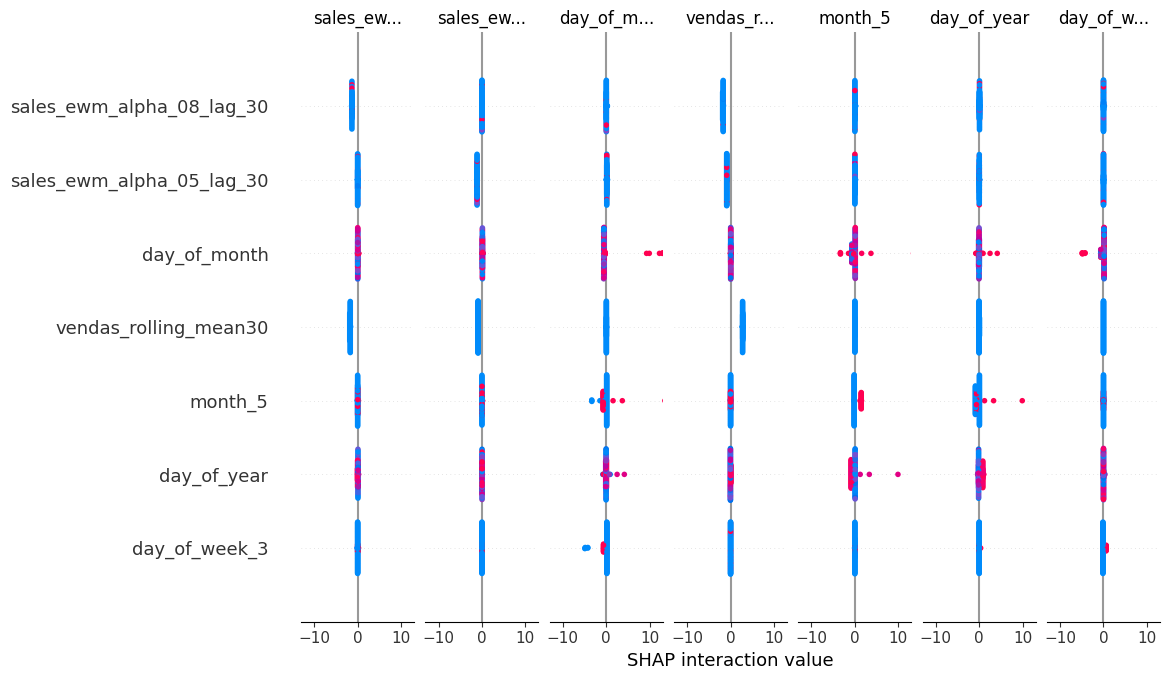 sales_ew... sales_ew... day_of_m... vendas_r... month_5 day_of_year day_of_w...
sales_ewm_alpha_08_lag_30
sales_ewm_alpha_05_lag_30
day_of_month
vendas_rolling_mean30
month_5
day_of_year
day_of_week_3
−10 0 10 −10 0 10 −10 0 10 −10 0 10 −10 0 10 −10 0 10 −10 0 10
SHAP interaction value